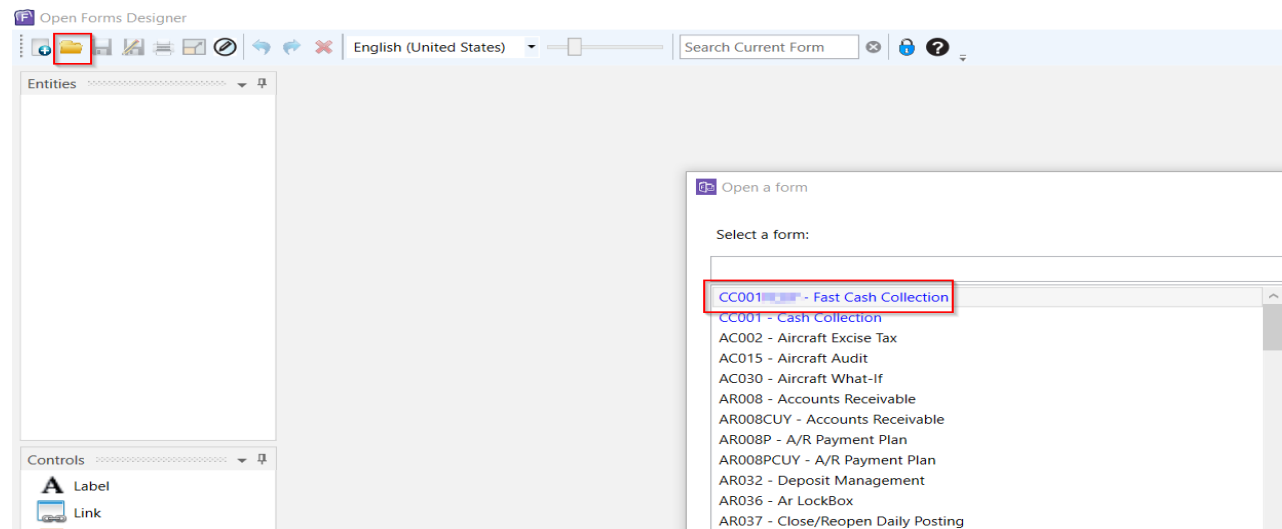 Open Forms Designer
English (United States)
Search Current Form
Entities
Open a form
Select a form:
CC001 - Fast Cash Collection
CC001 - Cash Collection
AC002 - Aircraft Excise Tax
AC015 - Aircraft Audit
AC030 - Aircraft What-If
AR008 - Accounts Receivable
AR008CUY - Accounts Receivable
AR008P - A/R Payment Plan
AR008PCUY - A/R Payment Plan
AR032 - Deposit Management
AR036 - Ar LockBox
AR037 - Close/Reopen Daily Posting
Controls
A Label
Link